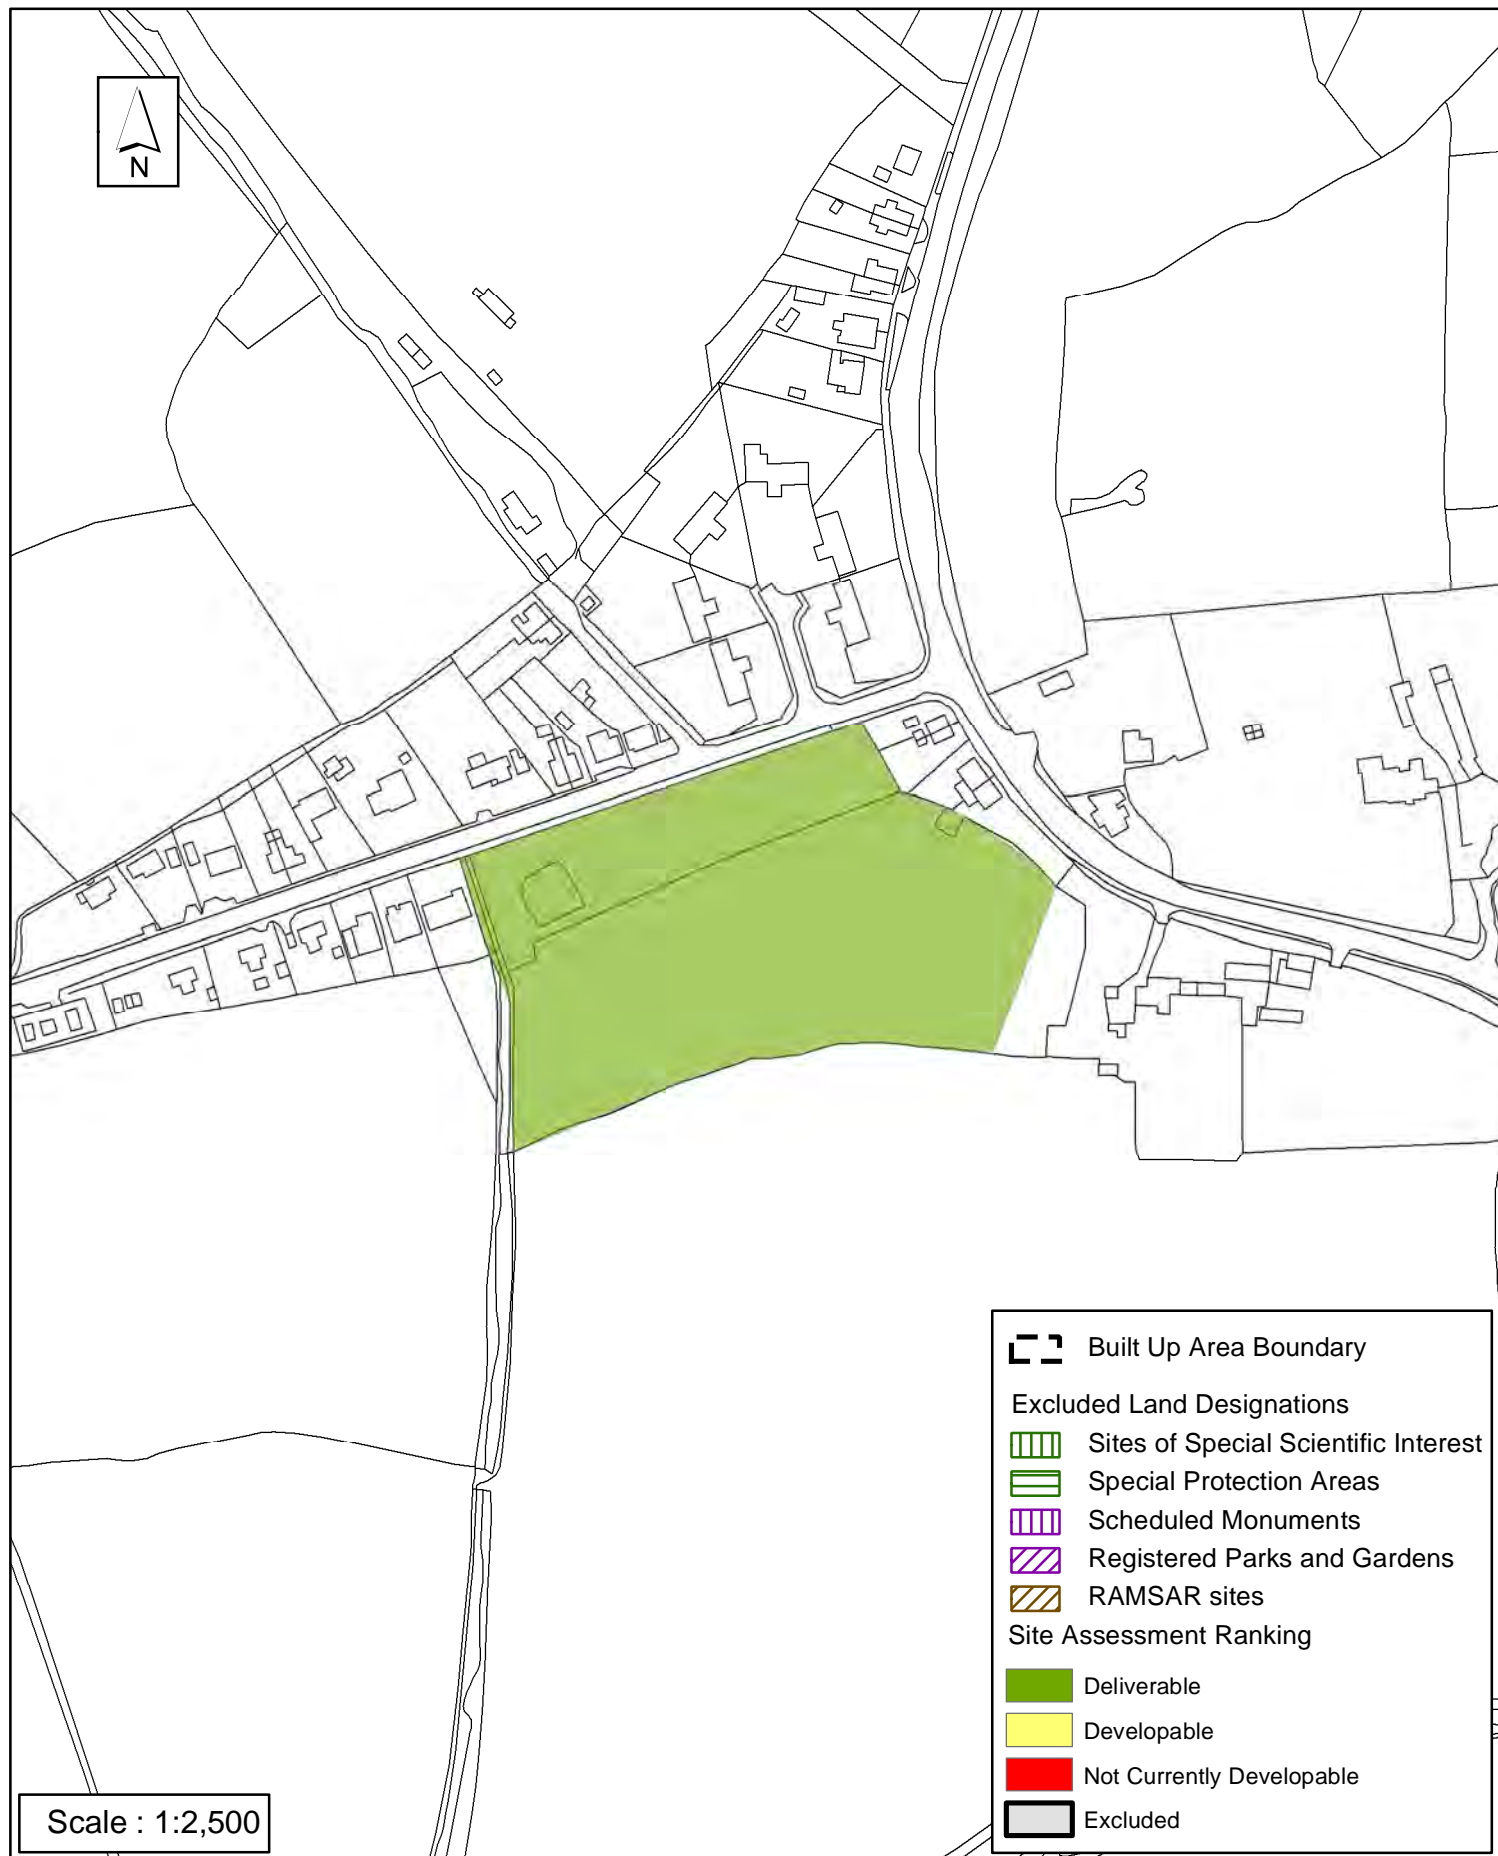 N
Built Up Area Boundary
Excluded Land Designations
Sites of Special Scientific Interest
Special Protection Areas
Scheduled Monuments
Registered Parks and Gardens
RAMSAR sites
Site Assessment Ranking
Deliverable
Developable
Not Currently Developable
Excluded
Scale : 1:2,500